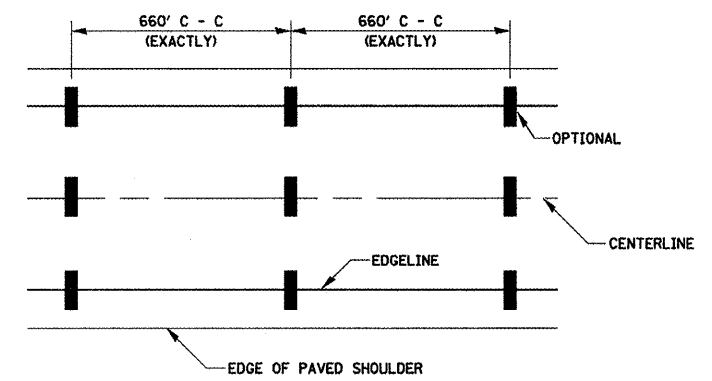 660' C - C
(EXACTLY)
660' C - C
(EXACTLY)
OPTIONAL
CENTERLINE
EDGELINE
EDGE OF PAVED SHOULDER